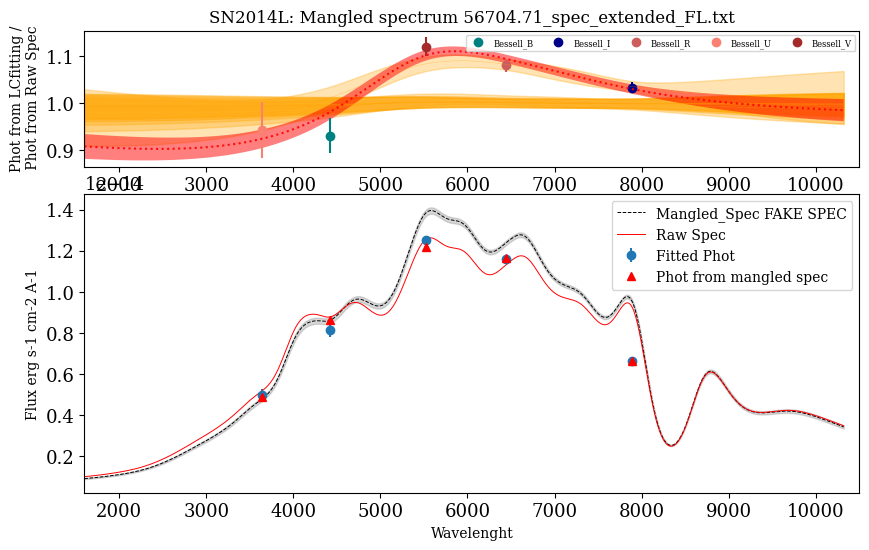 SN2014L: Mangled spectrum 56704.71_spec_extended_FL.txt
Phot from LCfitting /
Phot from Raw Spec
Bessell_B Bessell_I Bessell_R Bessell_U Bessell_V
1.1
1.0
0.9
2000 3000 4000 5000 6000 7000 8000 9000 10000
1e−14
Flux erg s-1 cm-2 A-1
Mangled_Spec FAKE SPEC
Raw Spec
Fitted Phot
Phot from mangled spec
1.4
1.2
1.0
0.8
0.6
0.4
0.2
2000 3000 4000 5000 6000 7000 8000 9000 10000
Wavelenght